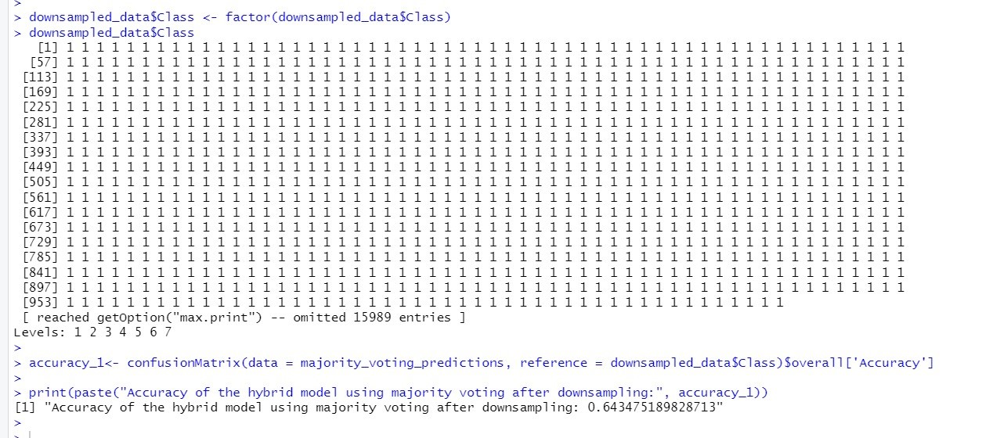 >
> downsampled_data$Class <- factor(downsampled_data$Class)
> downsampled_data$Class
[1] 1 1 1 1 1 1 1 1 1 1 1 1 1 1 1 1 1 1 1 1 1 1 1 1 1 1 1 1 1 1 1 1 1 1 1 1 1 1 1 1 1 1 1 1 1 1 1 1 1 1 1 1 1 1 1 1
[57] 1 1 1 1 1 1 1 1 1 1 1 1 1 1 1 1 1 1 1 1 1 1 1 1 1 1 1 1 1 1 1 1 1 1 1 1 1 1 1 1 1 1 1 1 1 1 1 1 1 1 1 1 1 1 1 1
[113] 1 1 1 1 1 1 1 1 1 1 1 1 1 1 1 1 1 1 1 1 1 1 1 1 1 1 1 1 1 1 1 1 1 1 1 1 1 1 1 1 1 1 1 1 1 1 1 1 1 1 1 1 1 1 1 1
[169] 1 1 1 1 1 1 1 1 1 1 1 1 1 1 1 1 1 1 1 1 1 1 1 1 1 1 1 1 1 1 1 1 1 1 1 1 1 1 1 1 1 1 1 1 1 1 1 1 1 1 1 1 1 1 1 1
[225] 1 1 1 1 1 1 1 1 1 1 1 1 1 1 1 1 1 1 1 1 1 1 1 1 1 1 1 1 1 1 1 1 1 1 1 1 1 1 1 1 1 1 1 1 1 1 1 1 1 1 1 1 1 1 1 1
[281] 1 1 1 1 1 1 1 1 1 1 1 1 1 1 1 1 1 1 1 1 1 1 1 1 1 1 1 1 1 1 1 1 1 1 1 1 1 1 1 1 1 1 1 1 1 1 1 1 1 1 1 1 1 1 1 1
[337] 1 1 1 1 1 1 1 1 1 1 1 1 1 1 1 1 1 1 1 1 1 1 1 1 1 1 1 1 1 1 1 1 1 1 1 1 1 1 1 1 1 1 1 1 1 1 1 1 1 1 1 1 1 1 1 1
[393] 1 1 1 1 1 1 1 1 1 1 1 1 1 1 1 1 1 1 1 1 1 1 1 1 1 1 1 1 1 1 1 1 1 1 1 1 1 1 1 1 1 1 1 1 1 1 1 1 1 1 1 1 1 1 1 1
[449] 1 1 1 1 1 1 1 1 1 1 1 1 1 1 1 1 1 1 1 1 1 1 1 1 1 1 1 1 1 1 1 1 1 1 1 1 1 1 1 1 1 1 1 1 1 1 1 1 1 1 1 1 1 1 1 1
[505] 1 1 1 1 1 1 1 1 1 1 1 1 1 1 1 1 1 1 1 1 1 1 1 1 1 1 1 1 1 1 1 1 1 1 1 1 1 1 1 1 1 1 1 1 1 1 1 1 1 1 1 1 1 1 1 1
[561] 1 1 1 1 1 1 1 1 1 1 1 1 1 1 1 1 1 1 1 1 1 1 1 1 1 1 1 1 1 1 1 1 1 1 1 1 1 1 1 1 1 1 1 1 1 1 1 1 1 1 1 1 1 1 1 1
[617] 1 1 1 1 1 1 1 1 1 1 1 1 1 1 1 1 1 1 1 1 1 1 1 1 1 1 1 1 1 1 1 1 1 1 1 1 1 1 1 1 1 1 1 1 1 1 1 1 1 1 1 1 1 1 1 1
[673] 1 1 1 1 1 1 1 1 1 1 1 1 1 1 1 1 1 1 1 1 1 1 1 1 1 1 1 1 1 1 1 1 1 1 1 1 1 1 1 1 1 1 1 1 1 1 1 1 1 1 1 1 1 1 1 1
[729] 1 1 1 1 1 1 1 1 1 1 1 1 1 1 1 1 1 1 1 1 1 1 1 1 1 1 1 1 1 1 1 1 1 1 1 1 1 1 1 1 1 1 1 1 1 1 1 1 1 1 1 1 1 1 1 1
[785] 1 1 1 1 1 1 1 1 1 1 1 1 1 1 1 1 1 1 1 1 1 1 1 1 1 1 1 1 1 1 1 1 1 1 1 1 1 1 1 1 1 1 1 1 1 1 1 1 1 1 1 1 1 1 1 1
[841] 1 1 1 1 1 1 1 1 1 1 1 1 1 1 1 1 1 1 1 1 1 1 1 1 1 1 1 1 1 1 1 1 1 1 1 1 1 1 1 1 1 1 1 1 1 1 1 1 1 1 1 1 1 1 1 1
[897] 1 1 1 1 1 1 1 1 1 1 1 1 1 1 1 1 1 1 1 1 1 1 1 1 1 1 1 1 1 1 1 1 1 1 1 1 1 1 1 1 1 1 1 1 1 1 1 1 1 1 1 1 1 1 1 1
[953] 1 1 1 1 1 1 1 1 1 1 1 1 1 1 1 1 1 1 1 1 1 1 1 1 1 1 1 1 1 1 1 1 1 1 1 1 1 1 1 1 1 1 1 1 1 1 1 1
[ reached getOption("max.print") -- omitted 15989 entries ]
Levels: 1 2 3 4 5 6 7
>
> accuracy_1<- confusionMatrix(data = majority_voting_predictions, reference = downsampled_data$Class)$overall['Accuracy']
>
> print(paste("Accuracy of the hybrid model using majority voting after downsampling:", accuracy_1))
[1] "Accuracy of the hybrid model using majority voting after downsampling: 0.643475189828713"
>
>